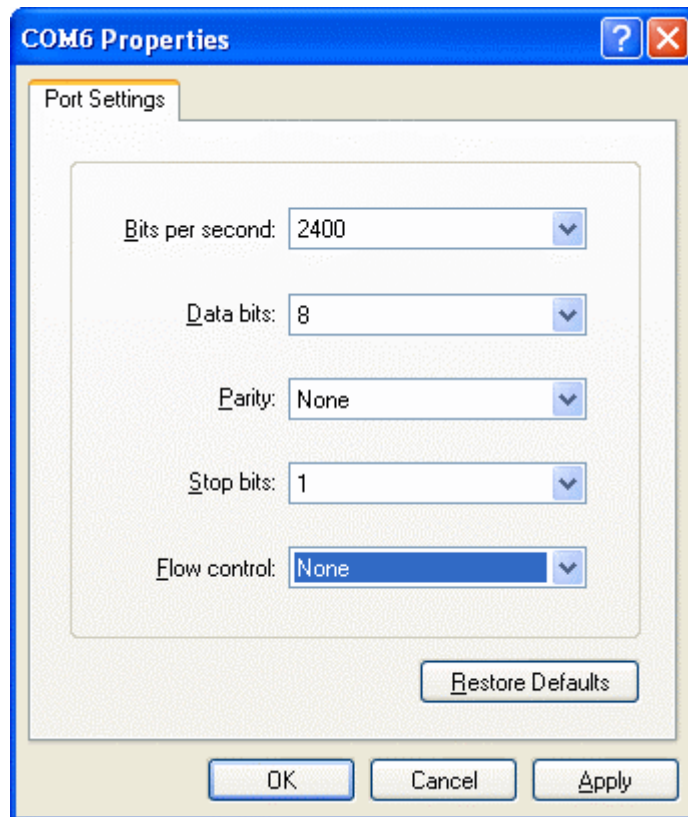 COM6 Properties
Port Settings
Bits per second: 2400
Data bits: 8
Parity: None
Stop bits: 1
Flow control: None
Restore Defaults
OK Cancel Apply